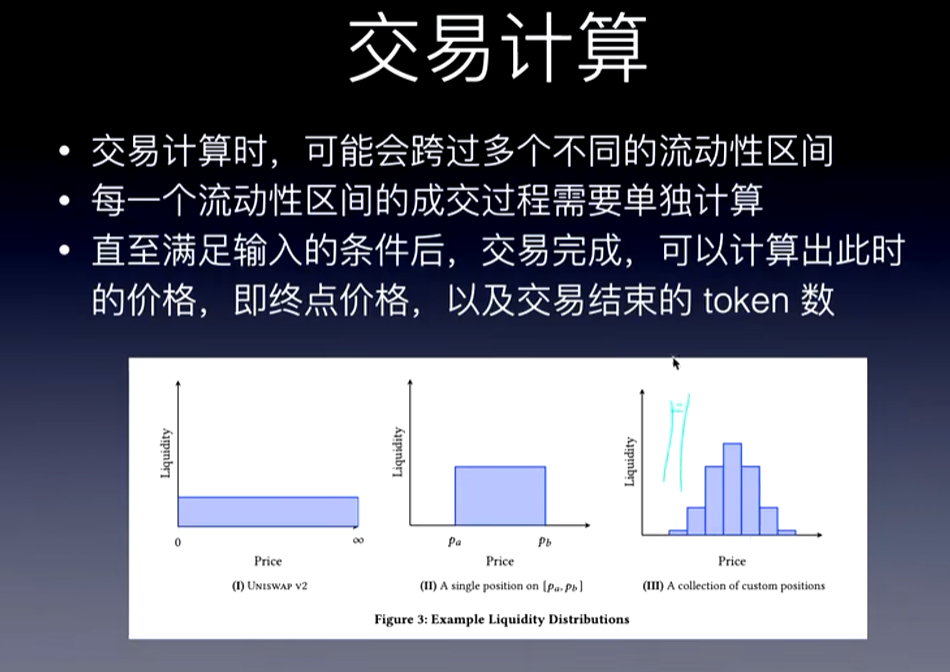 交易计算
• 交易计算时，可能会跨过多个不同的流动性区间
• 每一个流动性区间的成交过程需要单独计算
• 直至满足输入的条件后，交易完成，可以计算出此时
的价格，即终点价格，以及交易结束的 token 数
Liquidity
0
∞
Price
(I) UNISWAP V2
Liquidity
pa
pb
Price
(II) A single position on [pa, pb]
Liquidity
Price
(III) A collection of custom positions
Figure 3: Example Liquidity Distributions